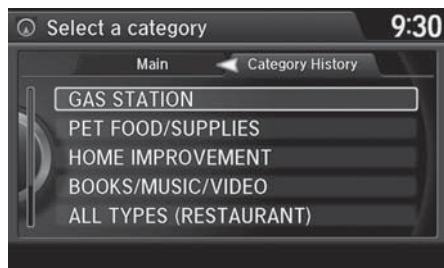 Select a category 9:30
Main Category History
GAS STATION
PET FOOD/SUPPLIES
HOME IMPROVEMENT
BOOKS/MUSIC/VIDEO
ALL TYPES (RESTAURANT)